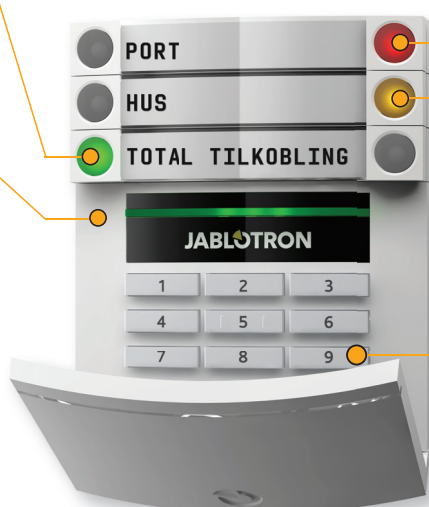 PORT
HUS
TOTAL TILKOBLING
JABLOTRON
1 2 3
4 5 6
7 8 9